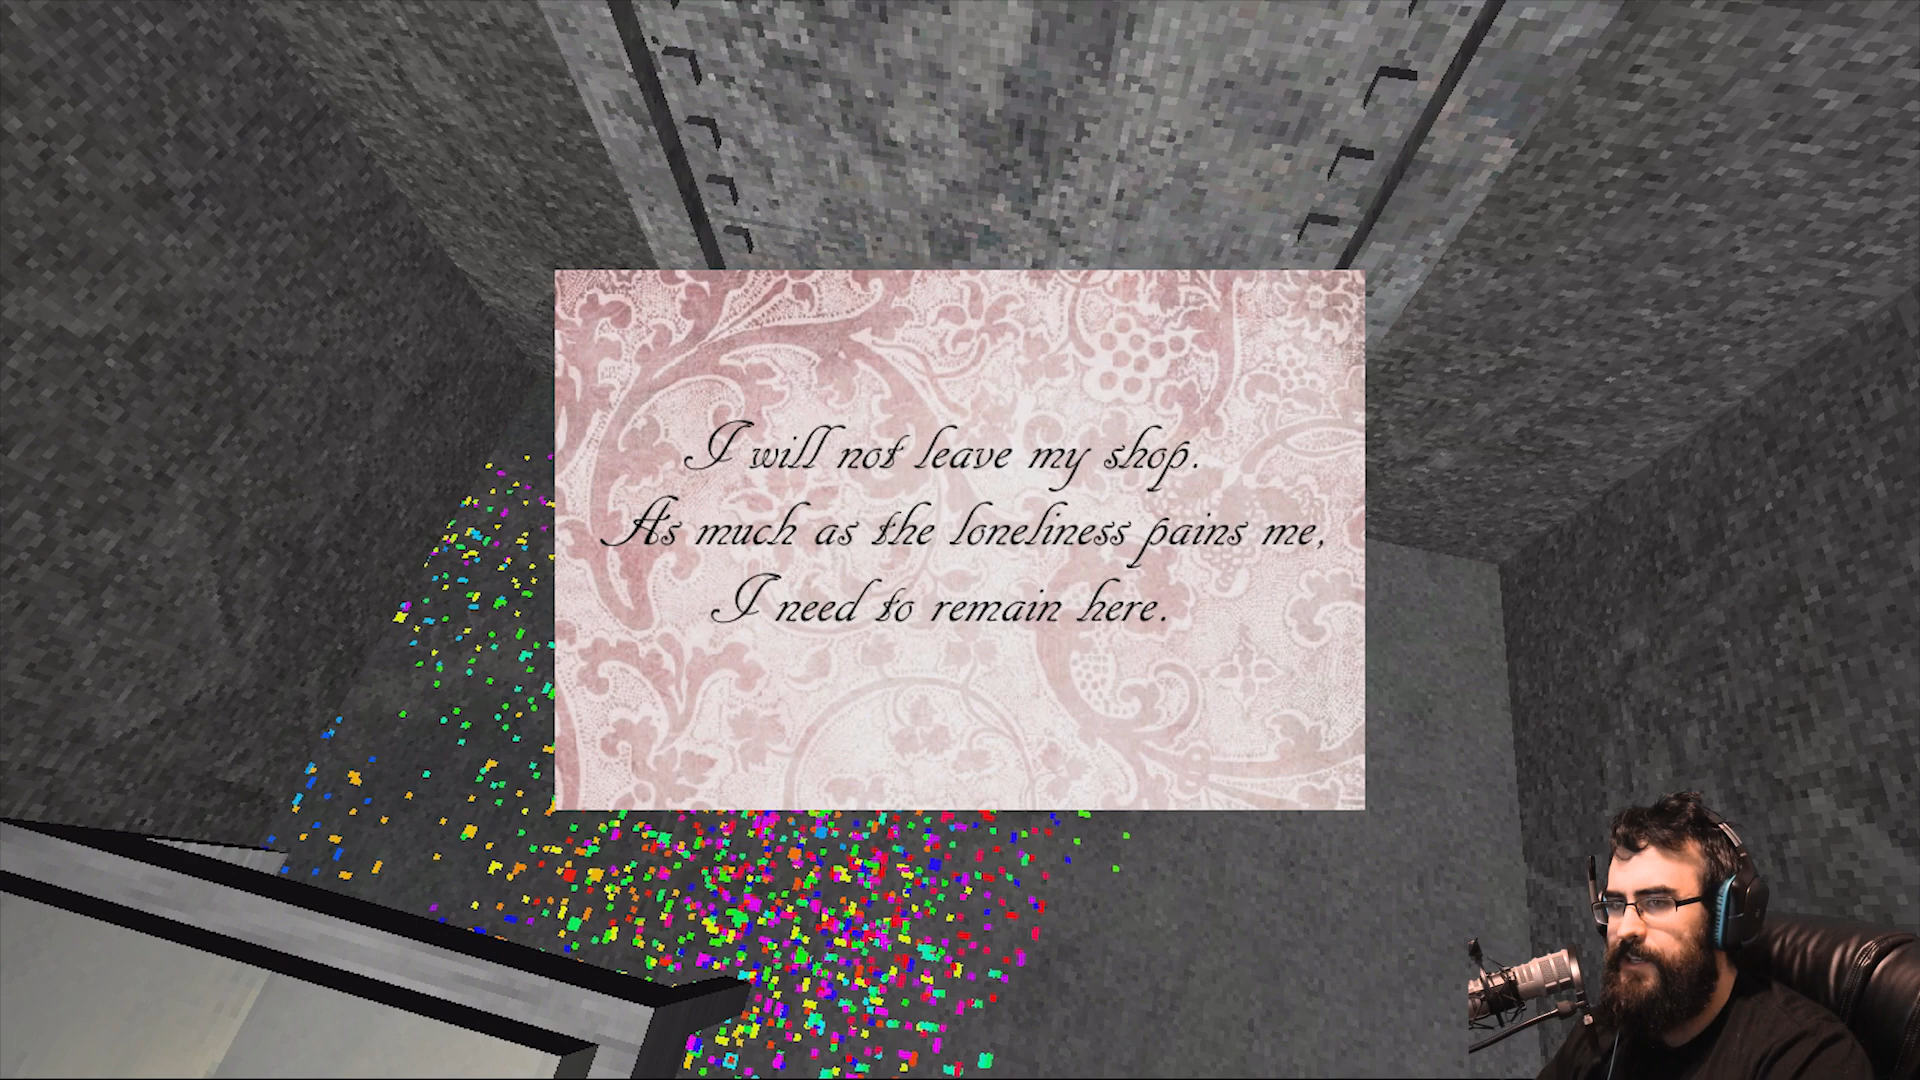 I will not leave my shop.
As much as the loneliness pains me,
I need to remain here.